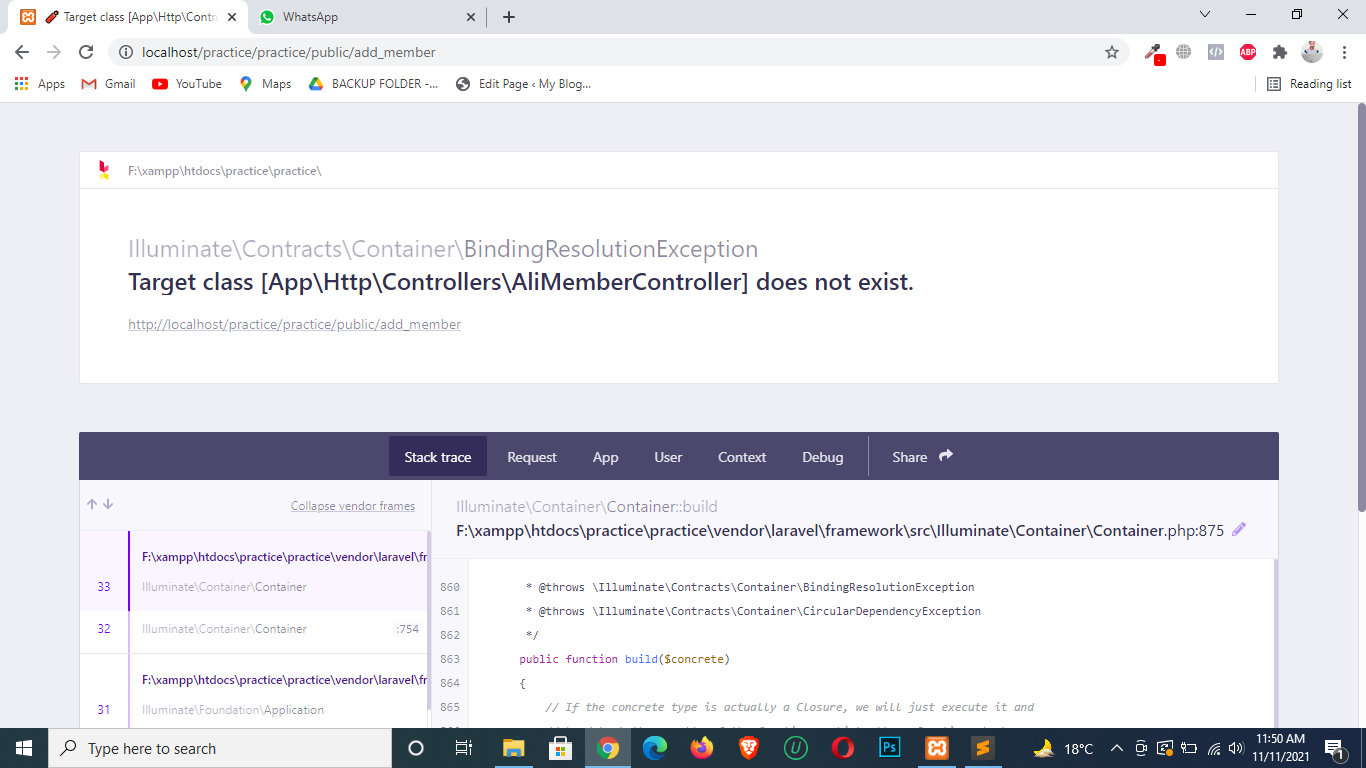 Target class [App\Http\Contro
WhatsApp
localhost/practice/practice/public/add_member
ABP
Apps
Gmail
YouTube
Maps
BACKUP FOLDER -...
Edit Page ‹ My Blog...
Reading list
F:\xampp\htdocs\practice\practice\
Illuminate\Contracts\Container\BindingResolutionException
Target class [App\Http\Controllers\AliMemberController] does not exist.
http://localhost/practice/practice/public/add_member
Stack trace
Request
App
User
Context
Debug
Share
Collapse vendor frames
Illuminate\Container\Container::build
F:\xampp\htdocs\practice\practice\vendor\laravel\framework\src\Illuminate\Container\Container.php:875
F:\xampp\htdocs\practice\practice\vendor\laravel\fr
33
Illuminate\Container\Container
32
Illuminate\Container\Container
:754
F:\xampp\htdocs\practice\practice\vendor\laravel\fr
31
Illuminate\Foundation\Application
860 * @throws \Illuminate\Contracts\Container\BindingResolutionException
861 * @throws \Illuminate\Contracts\Container\CircularDependencyException
862 */
863 public function build($concrete)
864 {
865 // If the concrete type is actually a Closure, we will just execute it and
Type here to search
Ps
18°C
11:50 AM
11/11/2021
1